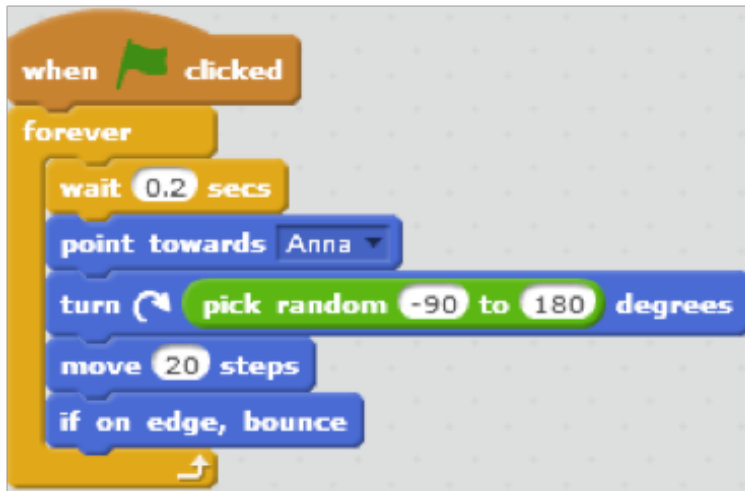 when clicked
forever
wait 0.2 secs
point towards Anna
turn pick random -90 to 180 degrees
move 20 steps
if on edge, bounce